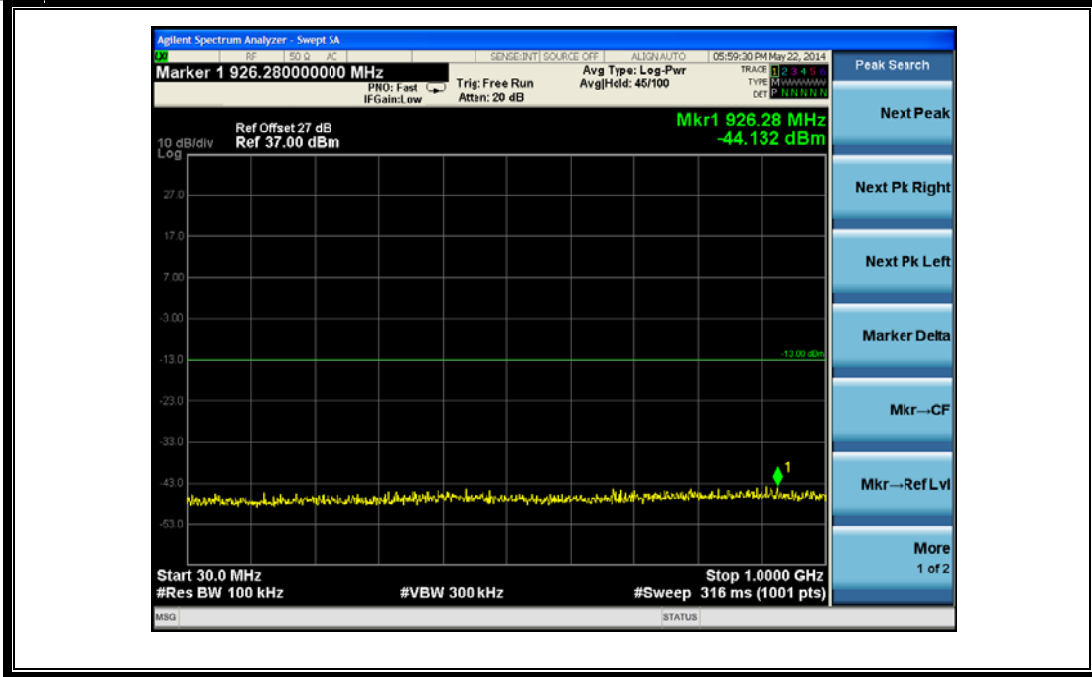 Agilent Spectrum Analyzer - Swept SA
LXI RF 50 Ω AC SENSE:INT SOURCE OFF ALIGN AUTO 05:59:30 PM May 22, 2014
Marker 1 926.280000000 MHz
PNO: Fast
IFGain:Low
Trig: Free Run
Atten: 20 dB
Avg Type: Log-Pwr
Avg|Hold: 45/100
TRACE 1 2 3 4 5 6
TYPE M WWWWW
DET P N N N N N
Mkr1 926.28 MHz
-44.132 dBm
Ref Offset 27 dB
10 dB/div Ref 37.00 dBm
Log
27.0
17.0
7.00
-3.00
-13.0
-13.00 dBm
-23.0
-33.0
-43.0
1
-53.0
Start 30.0 MHz Stop 1.0000 GHz
#Res BW 100 kHz #VBW 300 kHz #Sweep 316 ms (1001 pts)
MSG STATUS
Peak Search
Next Peak
Next Pk Right
Next Pk Left
Marker Delta
Mkr→CF
Mkr→Ref Lvl
More
1 of 2